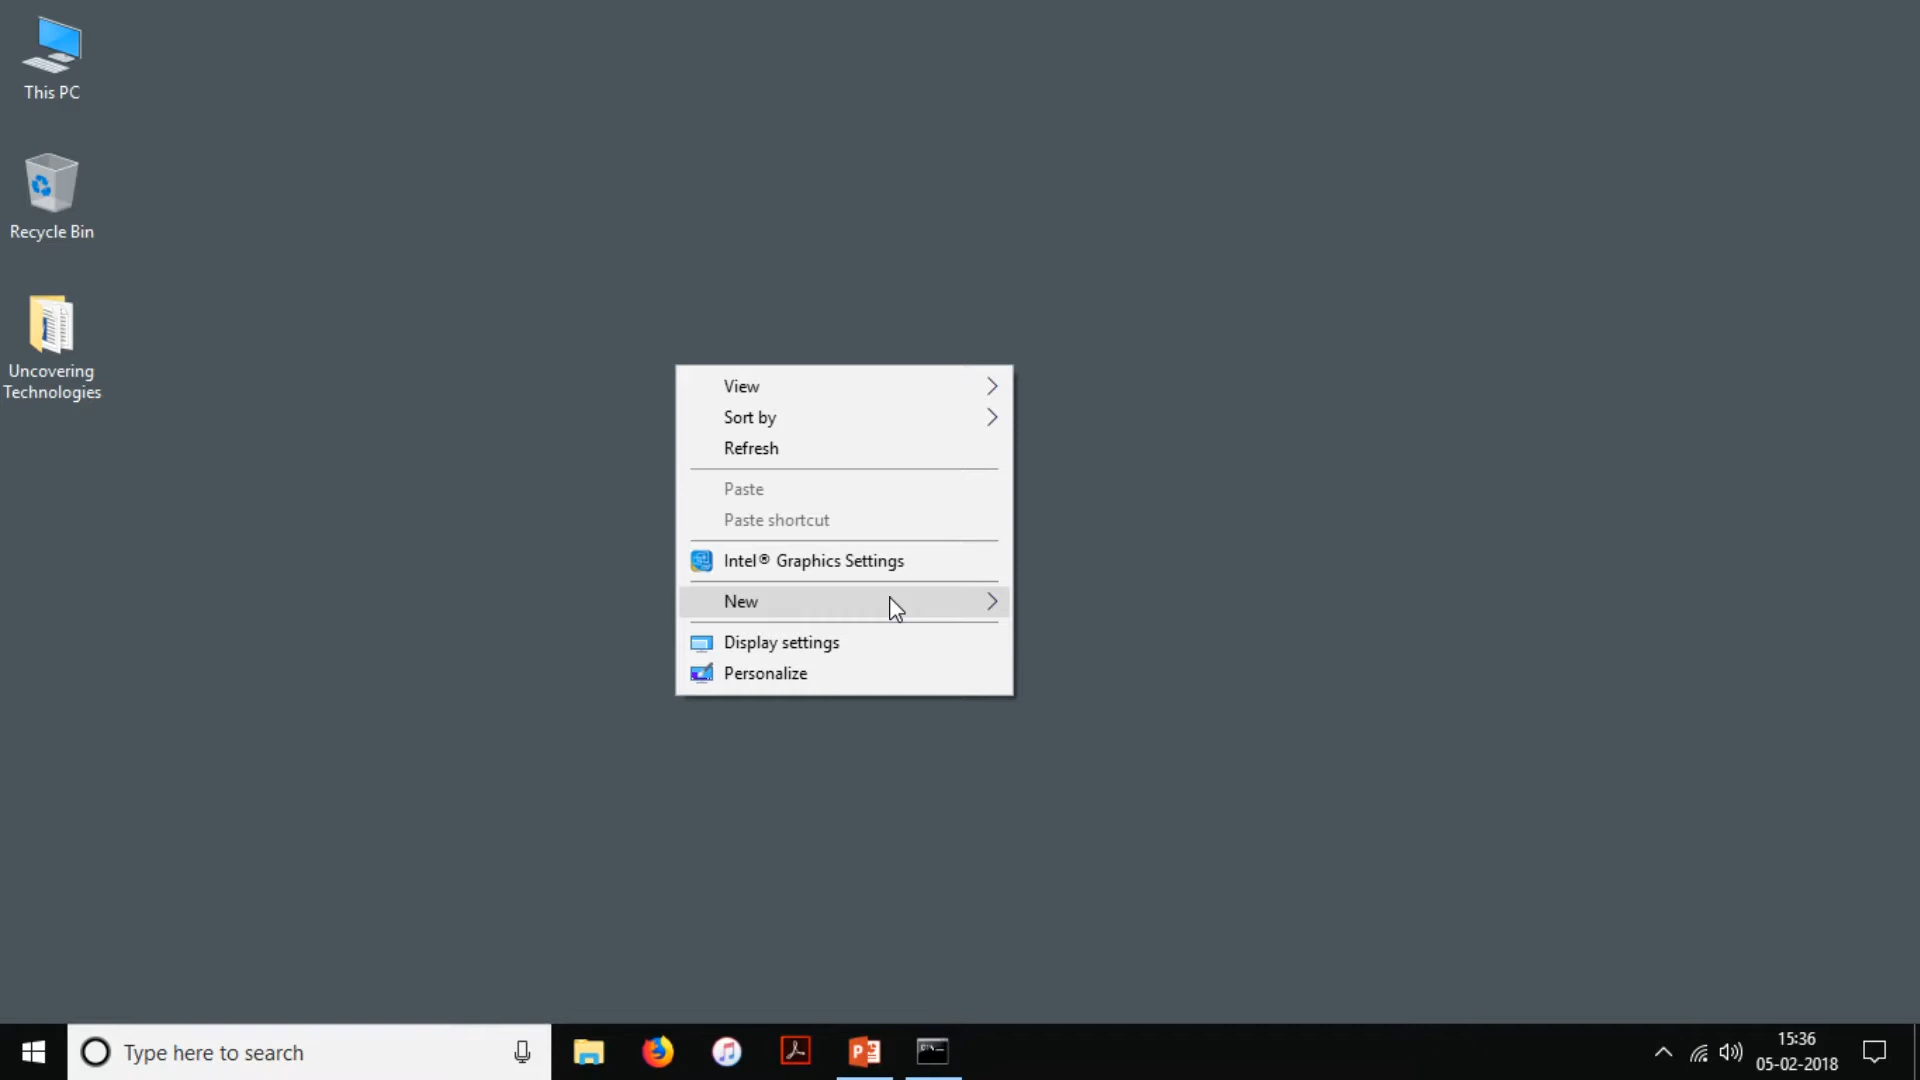 This PC
Recycle Bin
Uncovering
Technologies
View
Sort by
Refresh
Paste
Paste shortcut
Intel® Graphics Settings
New
Display settings
Personalize
Type here to search
15:36
05-02-2018